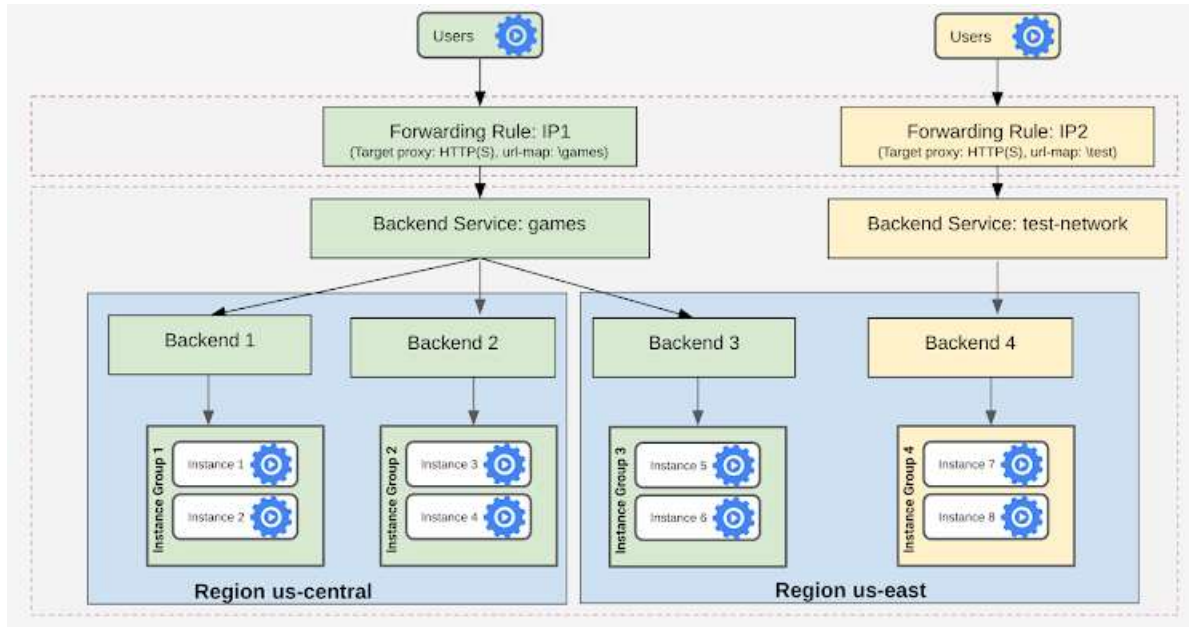 Users
Users
Forwarding Rule: IP1
(Target proxy: HTTP(S), url-map: \games)
Forwarding Rule: IP2
(Target proxy: HTTP(S), url-map: \test)
Backend Service: games
Backend Service: test-network
Backend 1
Backend 2
Backend 3
Backend 4
Instance Group 1
Instance 1
Instance 2
Instance Group 2
Instance 3
Instance 4
Instance Group 3
Instance 5
Instance 6
Instance Group 4
Instance 7
Instance 8
Region us-central
Region us-east